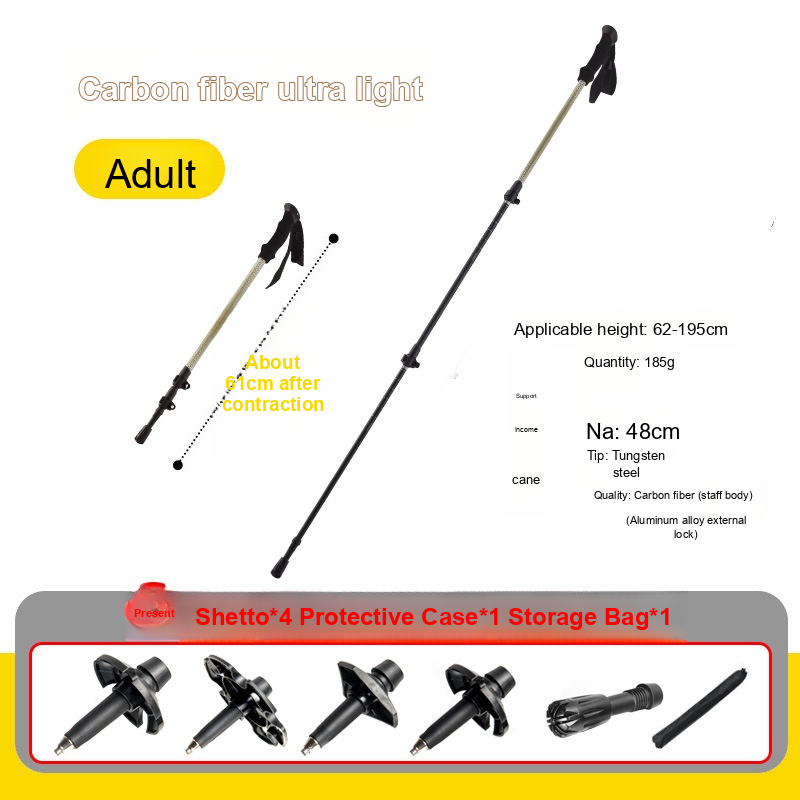 Carbon fiber ultra light
Adult
About
61cm after
contraction
Applicable height: 62-195cm
Quantity: 185g
Support
Income
Na: 48cm
Tip: Tungsten
steel
cane
Quality: Carbon fiber (staff body)
(Aluminum alloy external
lock)
Present
Shetto*4 Protective Case*1 Storage Bag*1